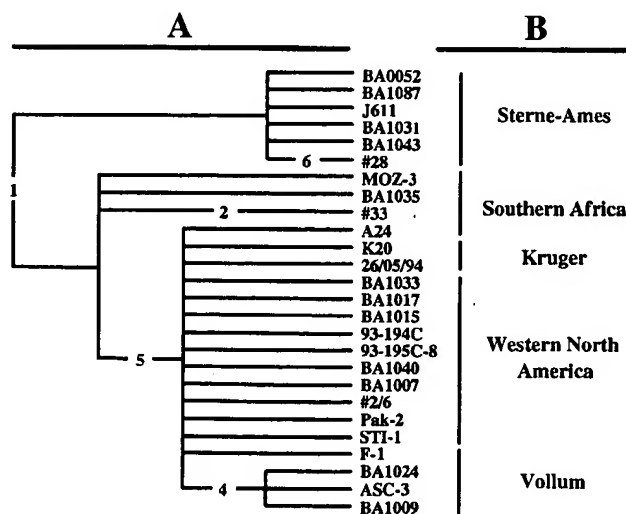 A
B
BA0052
BA1087
J611
BA1031
BA1043
6 #28
1
MOZ-3
BA1035
2 #33
A24
K20
26/05/94
BA1033
BA1017
BA1015
93-194C
5 93-195C-8
BA1040
BA1007
#2/6
Pak-2
STI-1
F-1
BA1024
4 ASC-3
BA1009
Sterne-Ames
Southern Africa
Kruger
Western North
America
Vollum